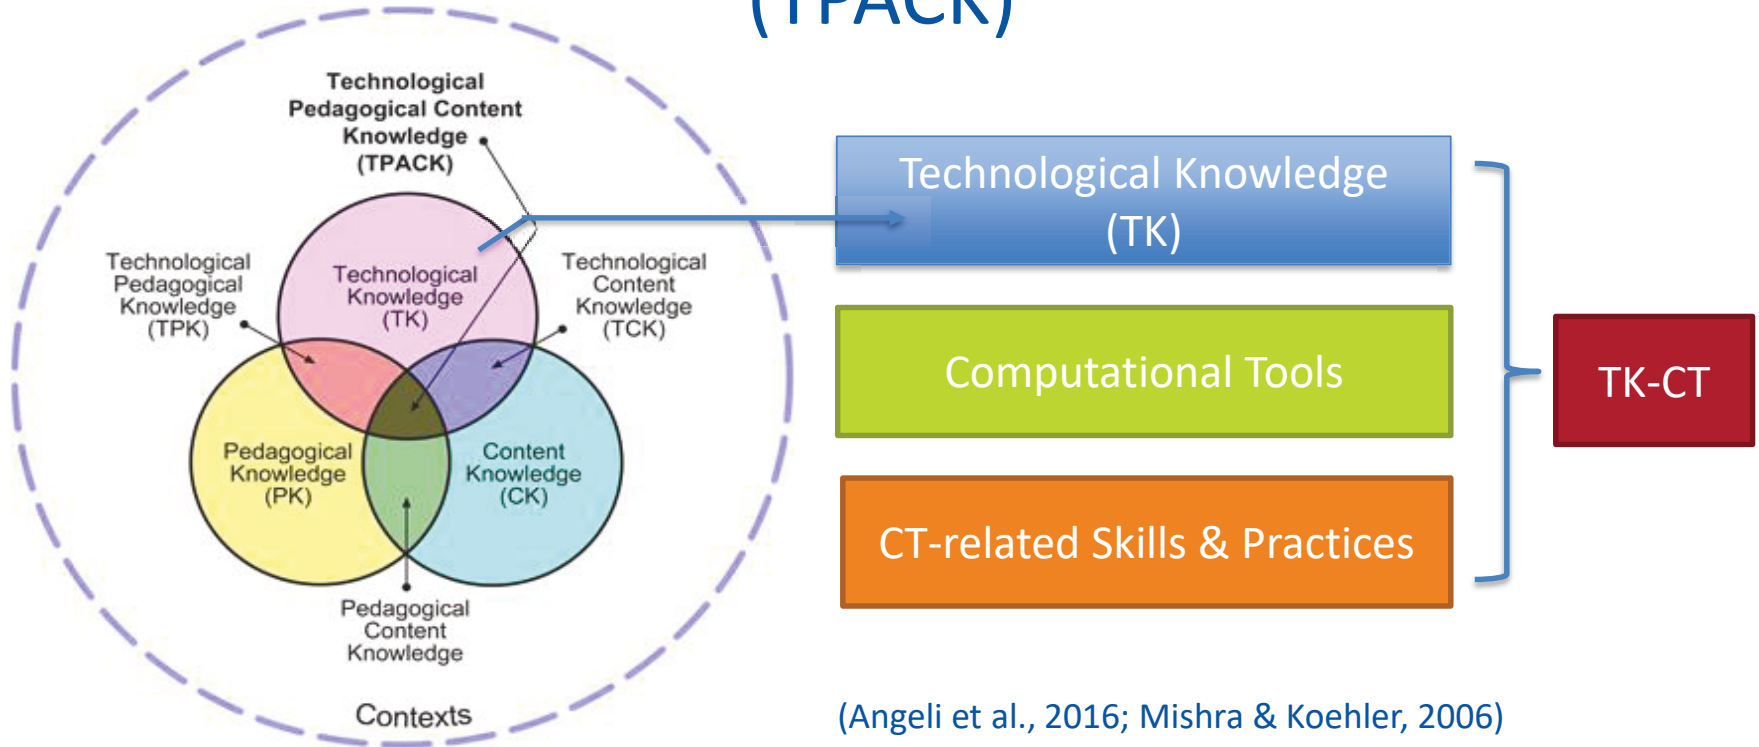 (TPACK)
Technological
Pedagogical Content
Knowledge
(TPACK)
Technological
Pedagogical
Knowledge
(TPK)
Technological
Knowledge
(TK)
Technological
Content
Knowledge
(TCK)
Pedagogical
Knowledge
(PK)
Content
Knowledge
(CK)
Pedagogical
Content
Knowledge
Contexts
Technological Knowledge
(TK)
Computational Tools
CT-related Skills & Practices
TK-CT
(Angeli et al., 2016; Mishra & Koehler, 2006)